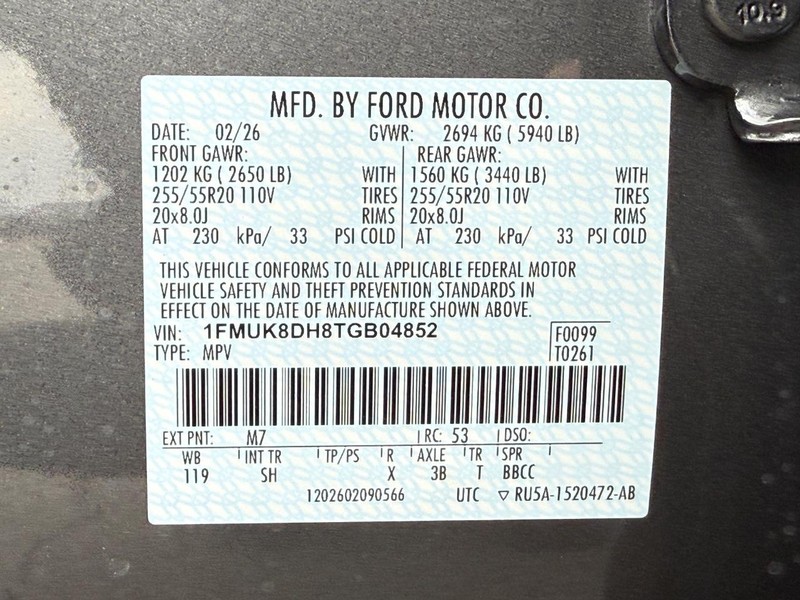 10.9
MFD. BY FORD MOTOR CO.
DATE: 02/26 GVWR: 2694 KG ( 5940 LB)
FRONT GAWR: REAR GAWR:
1202 KG ( 2650 LB) WITH 1560 KG ( 3440 LB) WITH
255/55R20 110V TIRES 255/55R20 110V TIRES
20x8.0J RIMS 20x8.0J RIMS
AT 230 kPa/ 33 PSI COLD AT 230 kPa/ 33 PSI COLD
THIS VEHICLE CONFORMS TO ALL APPLICABLE FEDERAL MOTOR
VEHICLE SAFETY AND THEFT PREVENTION STANDARDS IN
EFFECT ON THE DATE OF MANUFACTURE SHOWN ABOVE.
VIN: 1FMUK8DH8TGB04852 F0099
TYPE: MPV T0261
EXT PNT: M7 RC: 53 DSO:
WB INT TR TP/PS R AXLE TR SPR
119 SH X 3B T BBCC
1202602090566 UTC ▽ RU5A-1520472-AB